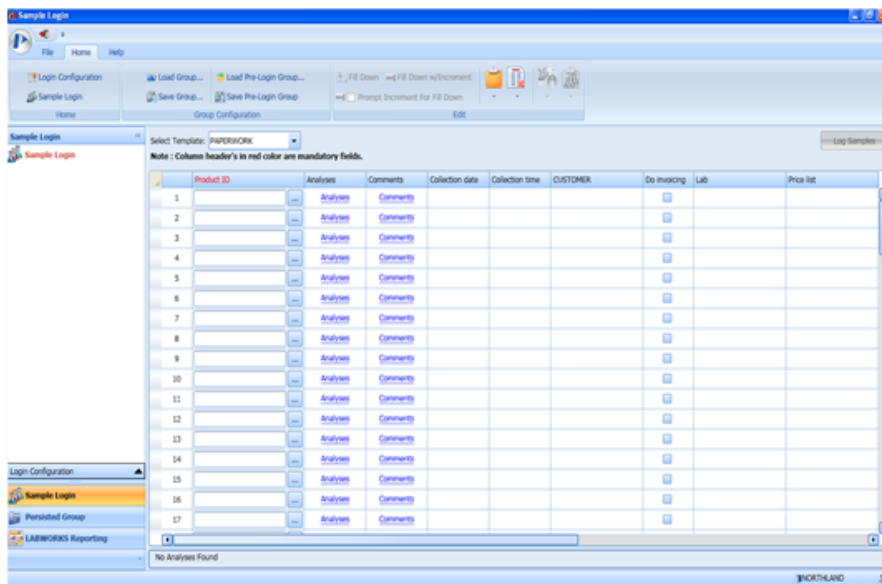 Sample Login
File Home Help
Login Configuration Load Group... Load Pre-Login Group... Fill Down Fill Down w/Increment
Sample Login Save Group... Save Pre-Login Group Prompt Increment For Fill Down
Home Group Configuration Edit
Sample Login Select Template: PAPERWORK Log Samples
Sample Login Note : Column header's in red color are mandatory fields.
Product ID Analyses Comments Collection date Collection time CUSTOMER Do invoicing Lab Price list
1 ... Analyses Comments
2 ... Analyses Comments
3 ... Analyses Comments
4 ... Analyses Comments
5 ... Analyses Comments
6 ... Analyses Comments
7 ... Analyses Comments
8 ... Analyses Comments
9 ... Analyses Comments
10 ... Analyses Comments
11 ... Analyses Comments
12 ... Analyses Comments
13 ... Analyses Comments
14 ... Analyses Comments
Login Configuration 15 ... Analyses Comments
Sample Login 16 ... Analyses Comments
Persisted Group 17 ... Analyses Comments
LABWORKS Reporting
No Analyses Found
NORTHLAND